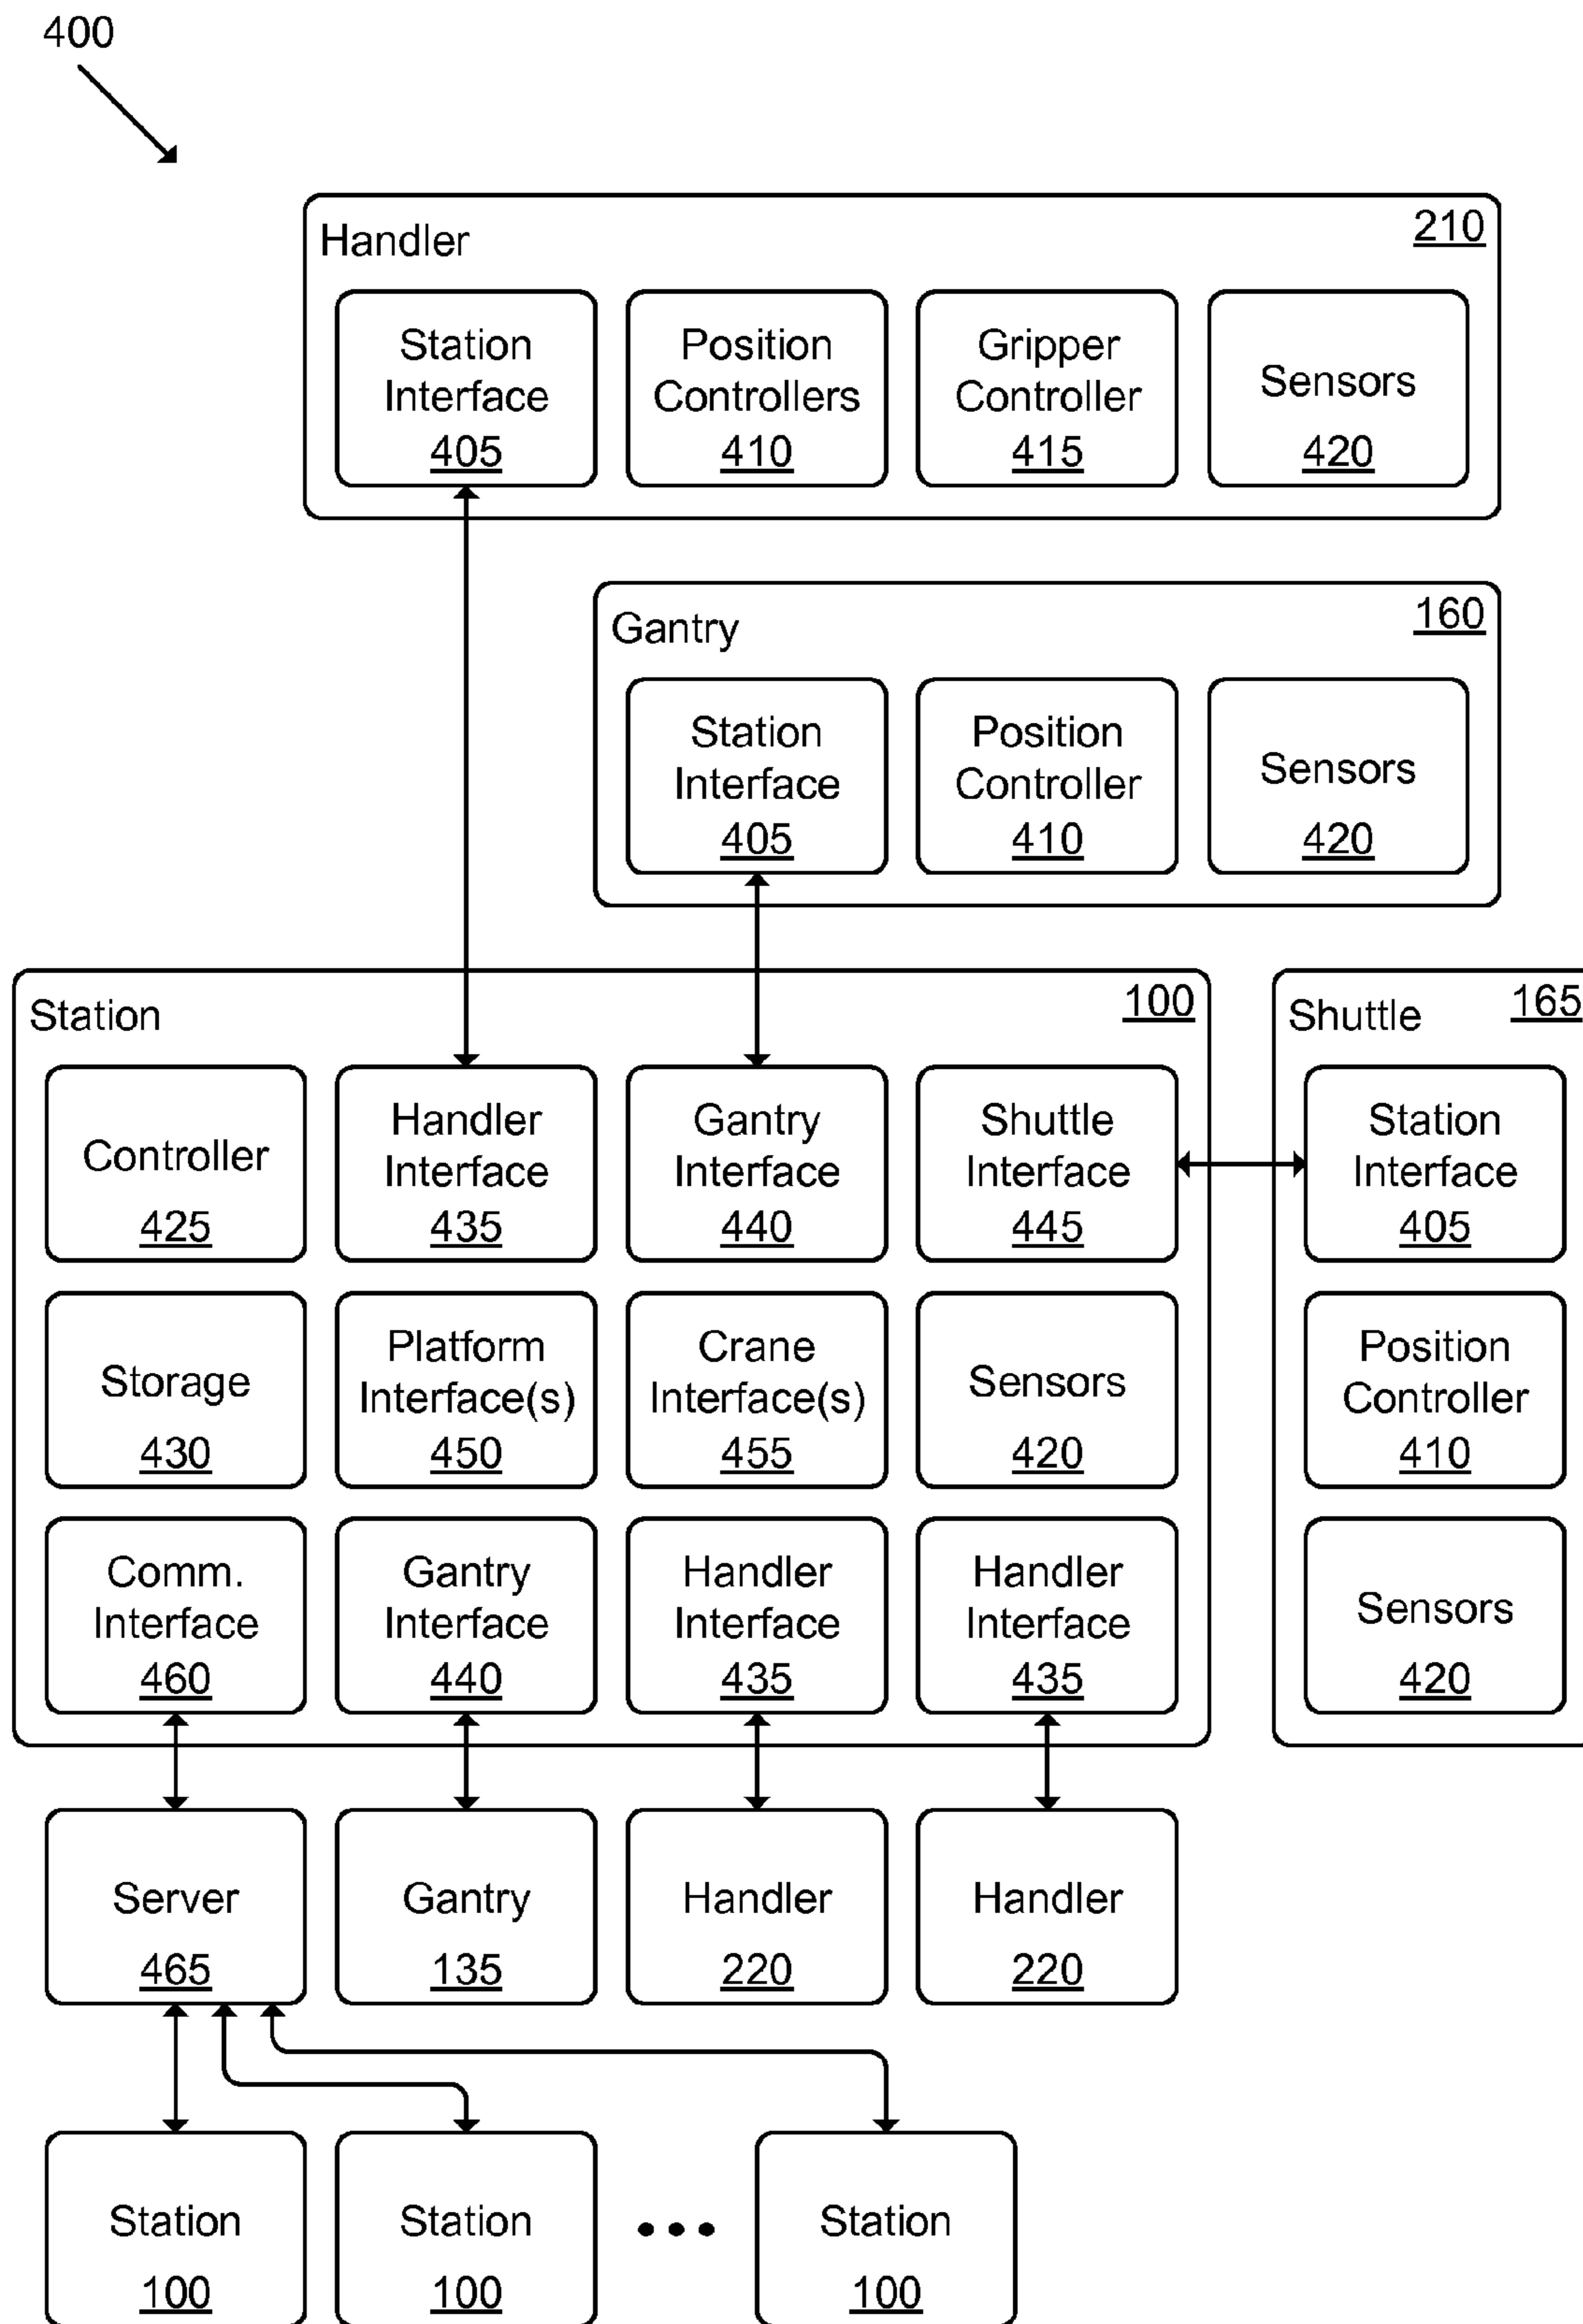 400
Handler 210
Station Interface 405
Position Controllers 410
Gripper Controller 415
Sensors 420
Gantry 160
Station Interface 405
Position Controller 410
Sensors 420
Station 100
Controller 425
Handler Interface 435
Gantry Interface 440
Shuttle Interface 445
Storage 430
Platform Interface(s) 450
Crane Interface(s) 455
Sensors 420
Comm. Interface 460
Gantry Interface 440
Handler Interface 435
Handler Interface 435
Shuttle 165
Station Interface 405
Position Controller 410
Sensors 420
Server 465
Gantry 135
Handler 220
Handler 220
Station 100
Station 100
• • •
Station 100